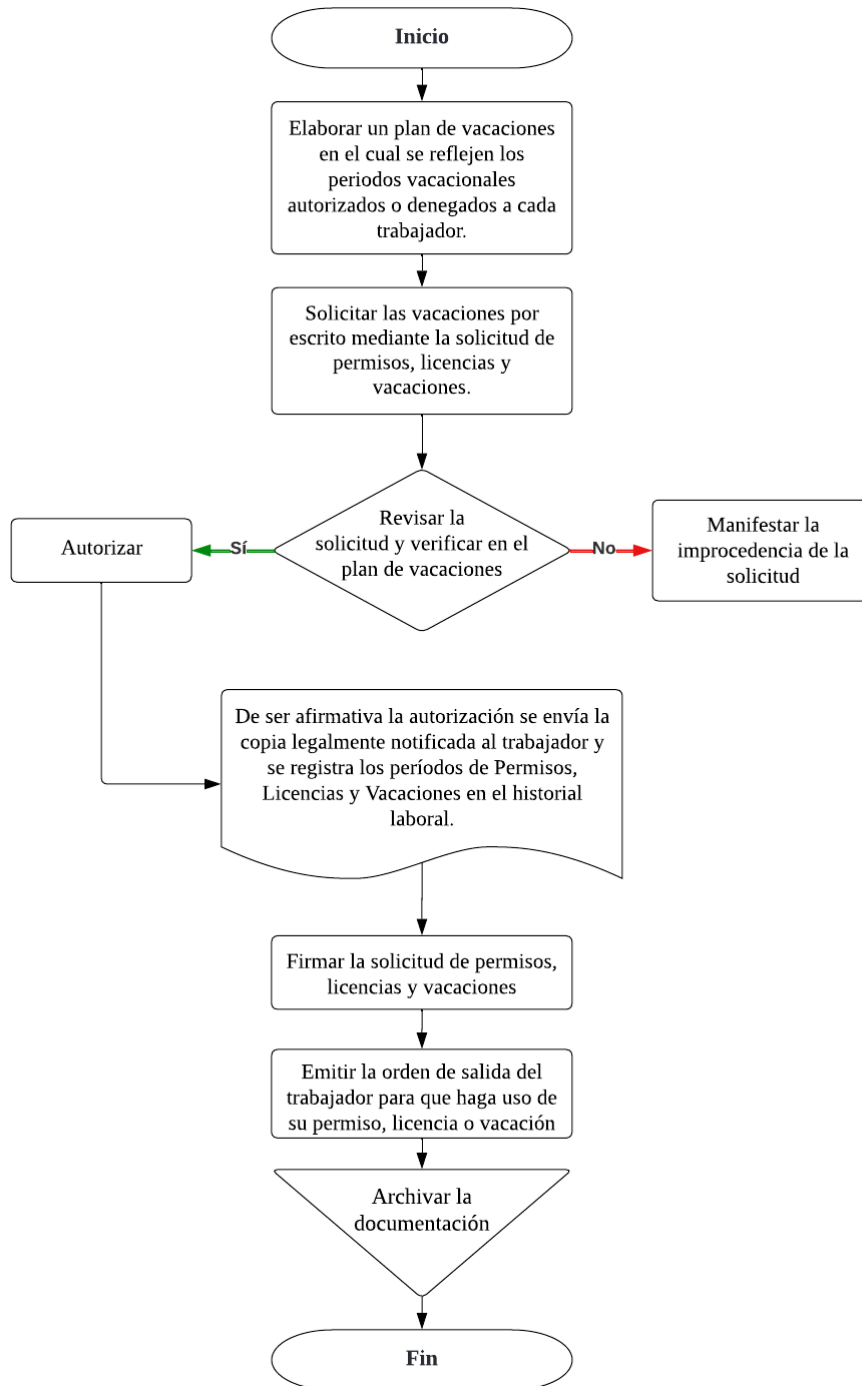 Inicio
Elaborar un plan de vacaciones
en el cual se reflejen los
periodos vacacionales
autorizados o denegados a cada
trabajador.
Solicitar las vacaciones por
escrito mediante la solicitud de
permisos, licencias y
vacaciones.
Revisar la
solicitud y verificar en el
plan de vacaciones
Sí
Autorizar
No
Manifestar la
improcedencia de la
solicitud
De ser afirmativa la autorización se envía la
copia legalmente notificada al trabajador y
se registra los períodos de Permisos,
Licencias y Vacaciones en el historial
laboral.
Firmar la solicitud de permisos,
licencias y vacaciones
Emitir la orden de salida del
trabajador para que haga uso de
su permiso, licencia o vacación
Archivar la
documentación
Fin